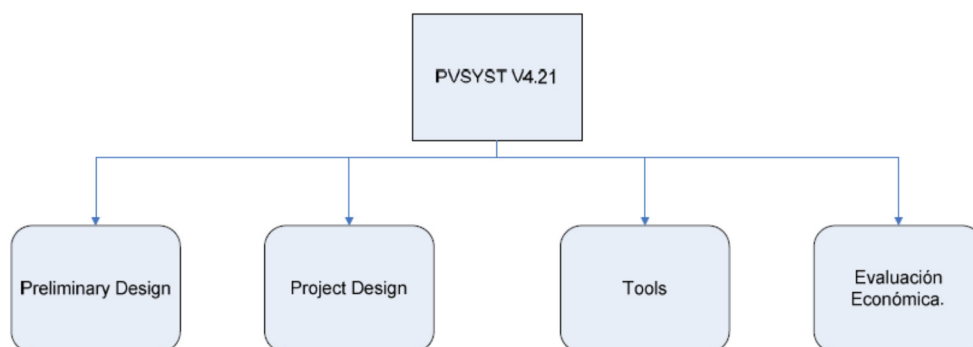 PVSYST V4.21
Preliminary Design
Project Design
Tools
Evaluación
Económica.